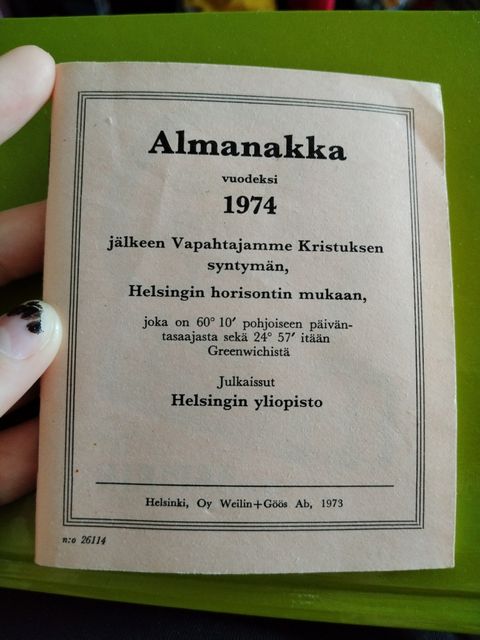 Almanakka
vuodeksi
1974
jälkeen Vapahtajamme Kristuksen
syntymän,
Helsingin horisontin mukaan,
joka on 60° 10′ pohjoiseen päivän-
tasaajasta sekä 24° 57′ itään
Greenwichistä
Julkaissut
Helsingin yliopisto
Helsinki, Oy Weilin+Göös Ab, 1973
n:o 26114